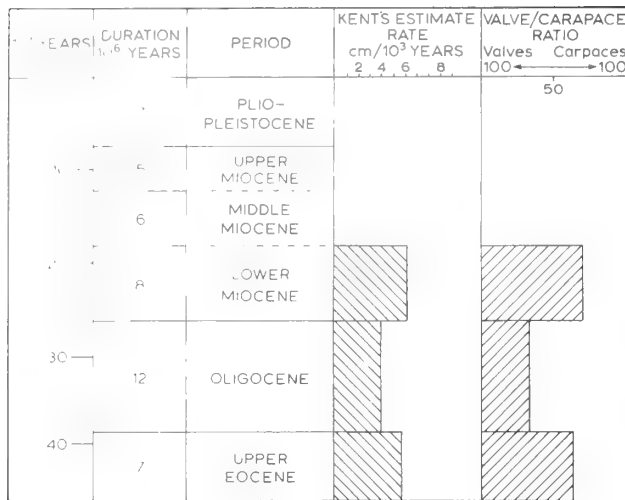 YEARS
DURATION
YEARS
PERIOD
KENT'S ESTIMATE
RATE
cm/10³ YEARS
2 4 6 8
VALVE/CARAPACE
RATIO
Valves Carpaces
100 100
50
PLIO-
PLEISTOCENE
5
UPPER
MIOCENE
6
MIDDLE
MIOCENE
8
LOWER
MIOCENE
30
12
OLIGOCENE
40
7
UPPER
EOCENE